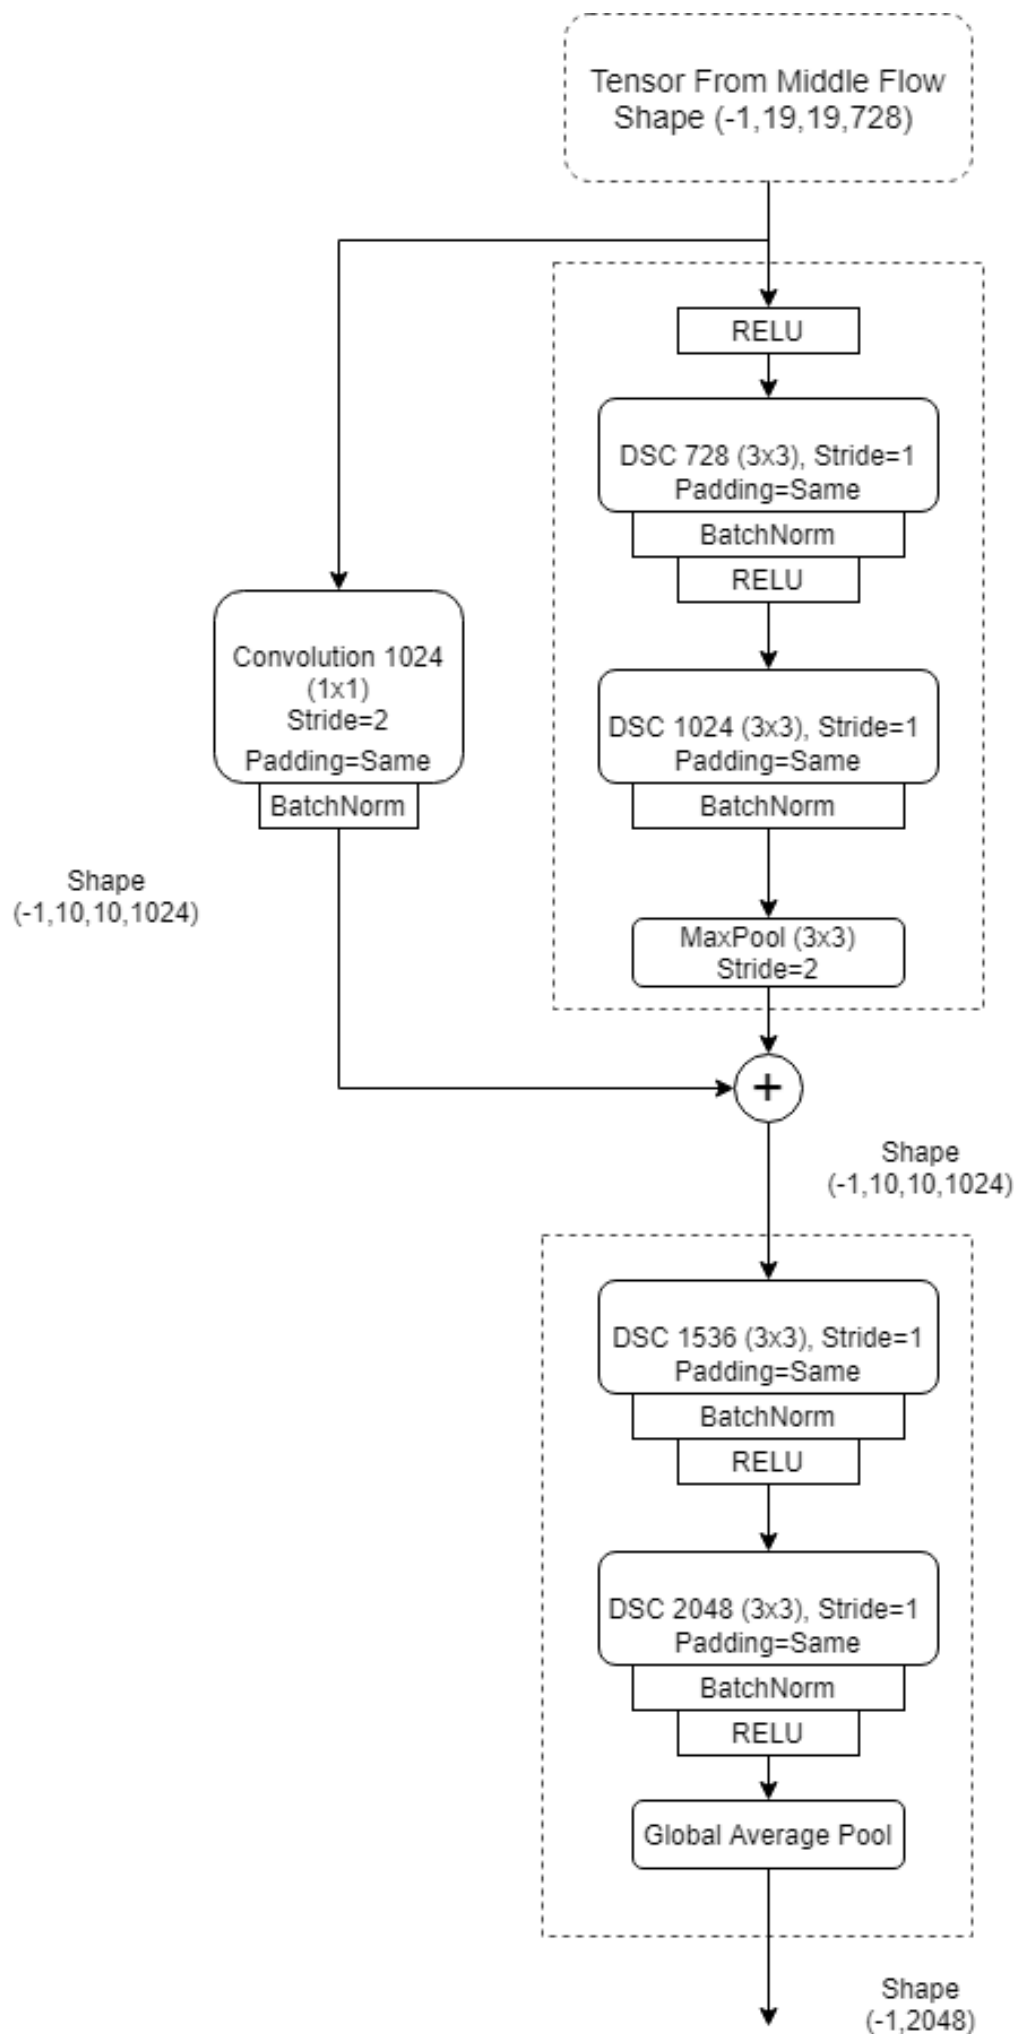 Tensor From Middle Flow
Shape (-1,19,19,728)
RELU
DSC 728 (3x3), Stride=1
Padding=Same
BatchNorm
RELU
Convolution 1024
(1x1)
Stride=2
Padding=Same
BatchNorm
DSC 1024 (3x3), Stride=1
Padding=Same
BatchNorm
Shape
(-1,10,10,1024)
MaxPool (3x3)
Stride=2
+
Shape
(-1,10,10,1024)
DSC 1536 (3x3), Stride=1
Padding=Same
BatchNorm
RELU
DSC 2048 (3x3), Stride=1
Padding=Same
BatchNorm
RELU
Global Average Pool
Shape
(-1,2048)